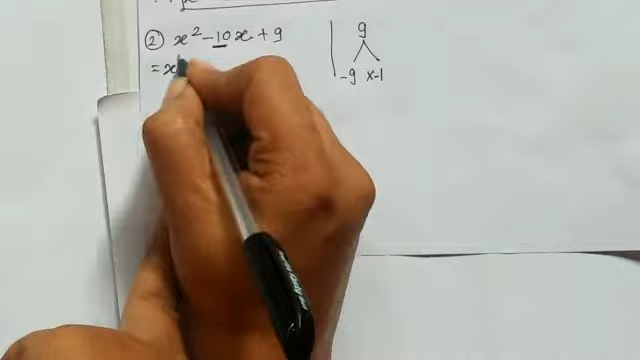 ② x² - 10x + 9
= x
9
-9 x -1